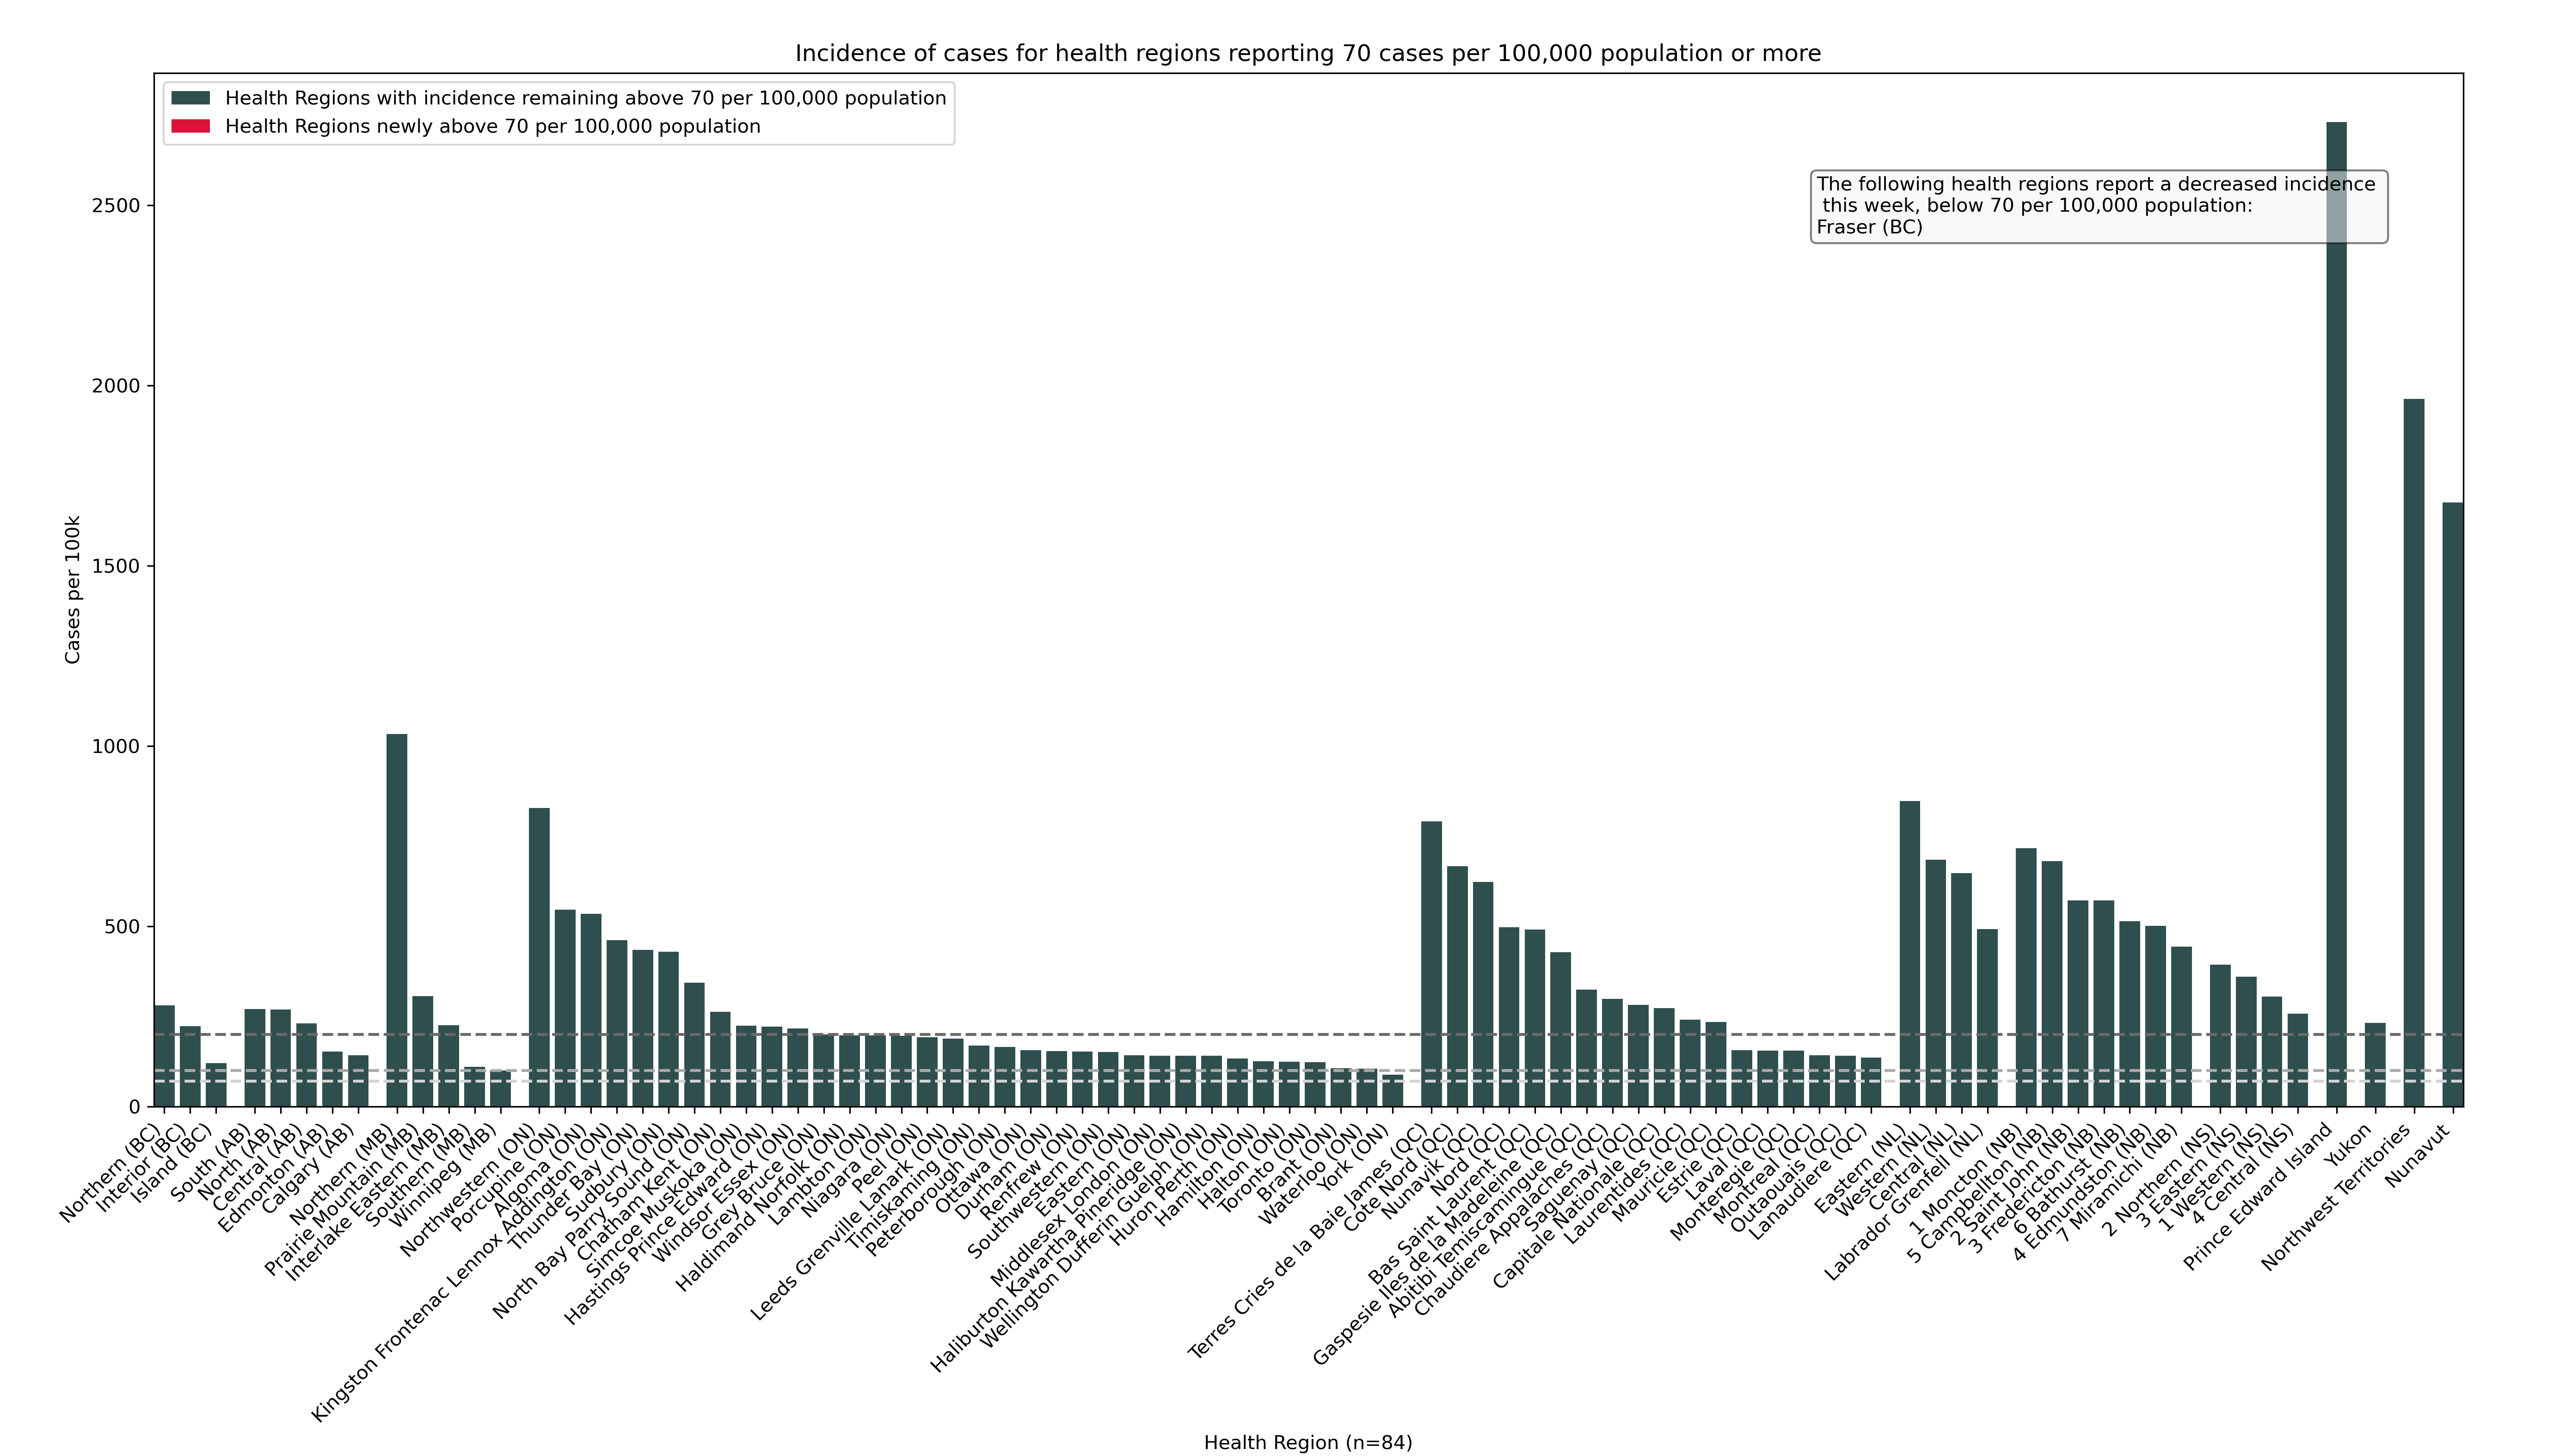 Incidence of cases for health regions reporting 70 cases per 100,000 population or more
Health Regions with incidence remaining above 70 per 100,000 population
Health Regions newly above 70 per 100,000 population
The following health regions report a decreased incidence
this week, below 70 per 100,000 population:
Fraser (BC)
Cases per 100k
2500
2000
1500
1000
500
0
Northern (BC)
Interior (BC)
Island (BC)
South (AB)
North (AB)
Central (AB)
Edmonton (AB)
Calgary (AB)
Northern (MB)
Prairie Mountain (MB)
Interlake Eastern (MB)
Southern (MB)
Winnipeg (MB)
Northwestern (ON)
Porcupine (ON)
Algoma (ON)
Kingston Frontenac Lennox Addington (ON)
Thunder Bay (ON)
Sudbury (ON)
North Bay Parry Sound (ON)
Chatham Kent (ON)
Simcoe Muskoka (ON)
Hastings Prince Edward (ON)
Windsor Essex (ON)
Grey Bruce (ON)
Haldimand Norfolk (ON)
Lambton (ON)
Niagara (ON)
Peel (ON)
Leeds Grenville Lanark (ON)
Timiskaming (ON)
Peterborough (ON)
Ottawa (ON)
Durham (ON)
Renfrew (ON)
Southwestern (ON)
Eastern (ON)
Middlesex London (ON)
Haliburton Kawartha Pineridge (ON)
Wellington Dufferin Guelph (ON)
Huron Perth (ON)
Hamilton (ON)
Halton (ON)
Toronto (ON)
Brant (ON)
Waterloo (ON)
York (ON)
Terres Cries de la Baie James (QC)
Cote Nord (QC)
Nunavik (QC)
Nord (QC)
Bas Saint Laurent (QC)
Gaspesie Iles de la Madeleine (QC)
Abitibi Temiscamingue (QC)
Chaudiere Appalaches (QC)
Saguenay (QC)
Capitale Nationale (QC)
Laurentides (QC)
Mauricie (QC)
Estrie (QC)
Laval (QC)
Monteregie (QC)
Montreal (QC)
Outaouais (QC)
Lanaudiere (QC)
Eastern (NL)
Western (NL)
Central (NL)
Labrador Grenfell (NL)
1 Moncton (NB)
5 Campbellton (NB)
2 Saint John (NB)
3 Fredericton (NB)
6 Bathurst (NB)
4 Edmundston (NB)
7 Miramichi (NB)
2 Northern (NS)
3 Eastern (NS)
1 Western (NS)
4 Central (NS)
Prince Edward Island
Yukon
Northwest Territories
Nunavut
Health Region (n=84)